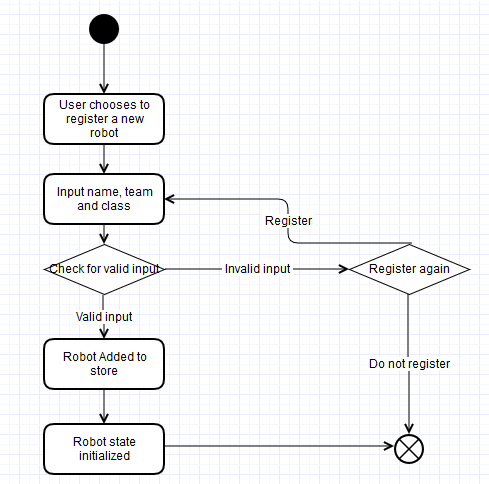 User chooses to
register a new
robot
Input name, team
and class
Register
Check for valid input
Invalid input
Register again
Valid input
Robot Added to
store
Do not register
Robot state
initialized